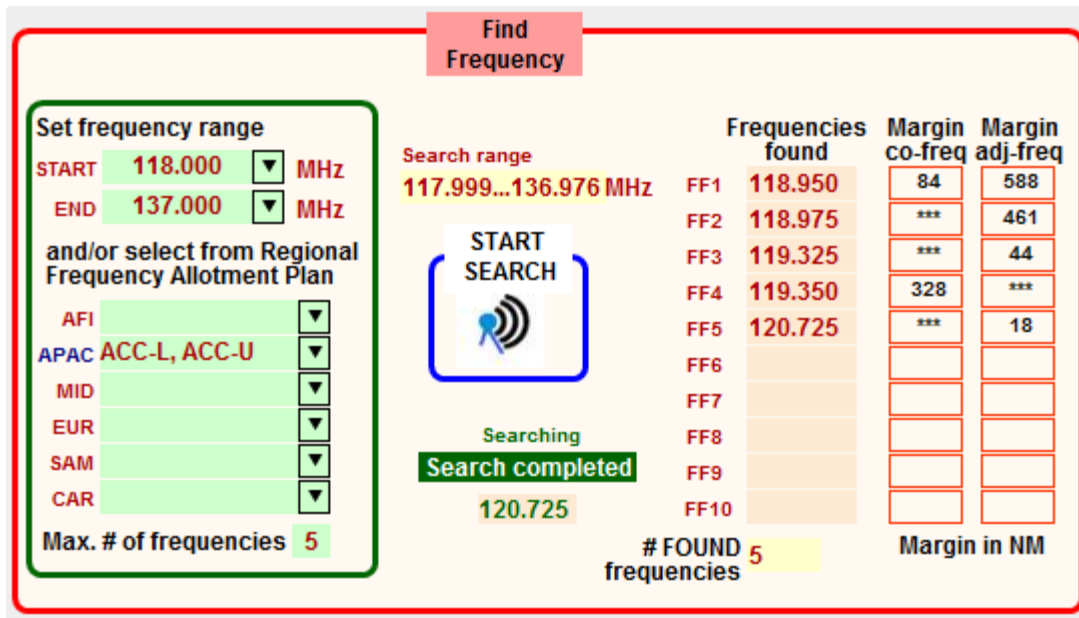 Find
Frequency
Set frequency range
START 118.000 ▼ MHz
END 137.000 ▼ MHz
and/or select from Regional
Frequency Allotment Plan
AFI ▼
APAC ACC-L, ACC-U ▼
MID ▼
EUR ▼
SAM ▼
CAR ▼
Max. # of frequencies 5
Search range
117.999...136.976 MHz
START
SEARCH
Searching
Search completed
120.725
Frequencies found Margin co-freq Margin adj-freq
FF1 118.950 84 588
FF2 118.975 *** 461
FF3 119.325 *** 44
FF4 119.350 328 ***
FF5 120.725 *** 18
FF6
FF7
FF8
FF9
FF10
# FOUND
frequencies 5
Margin in NM